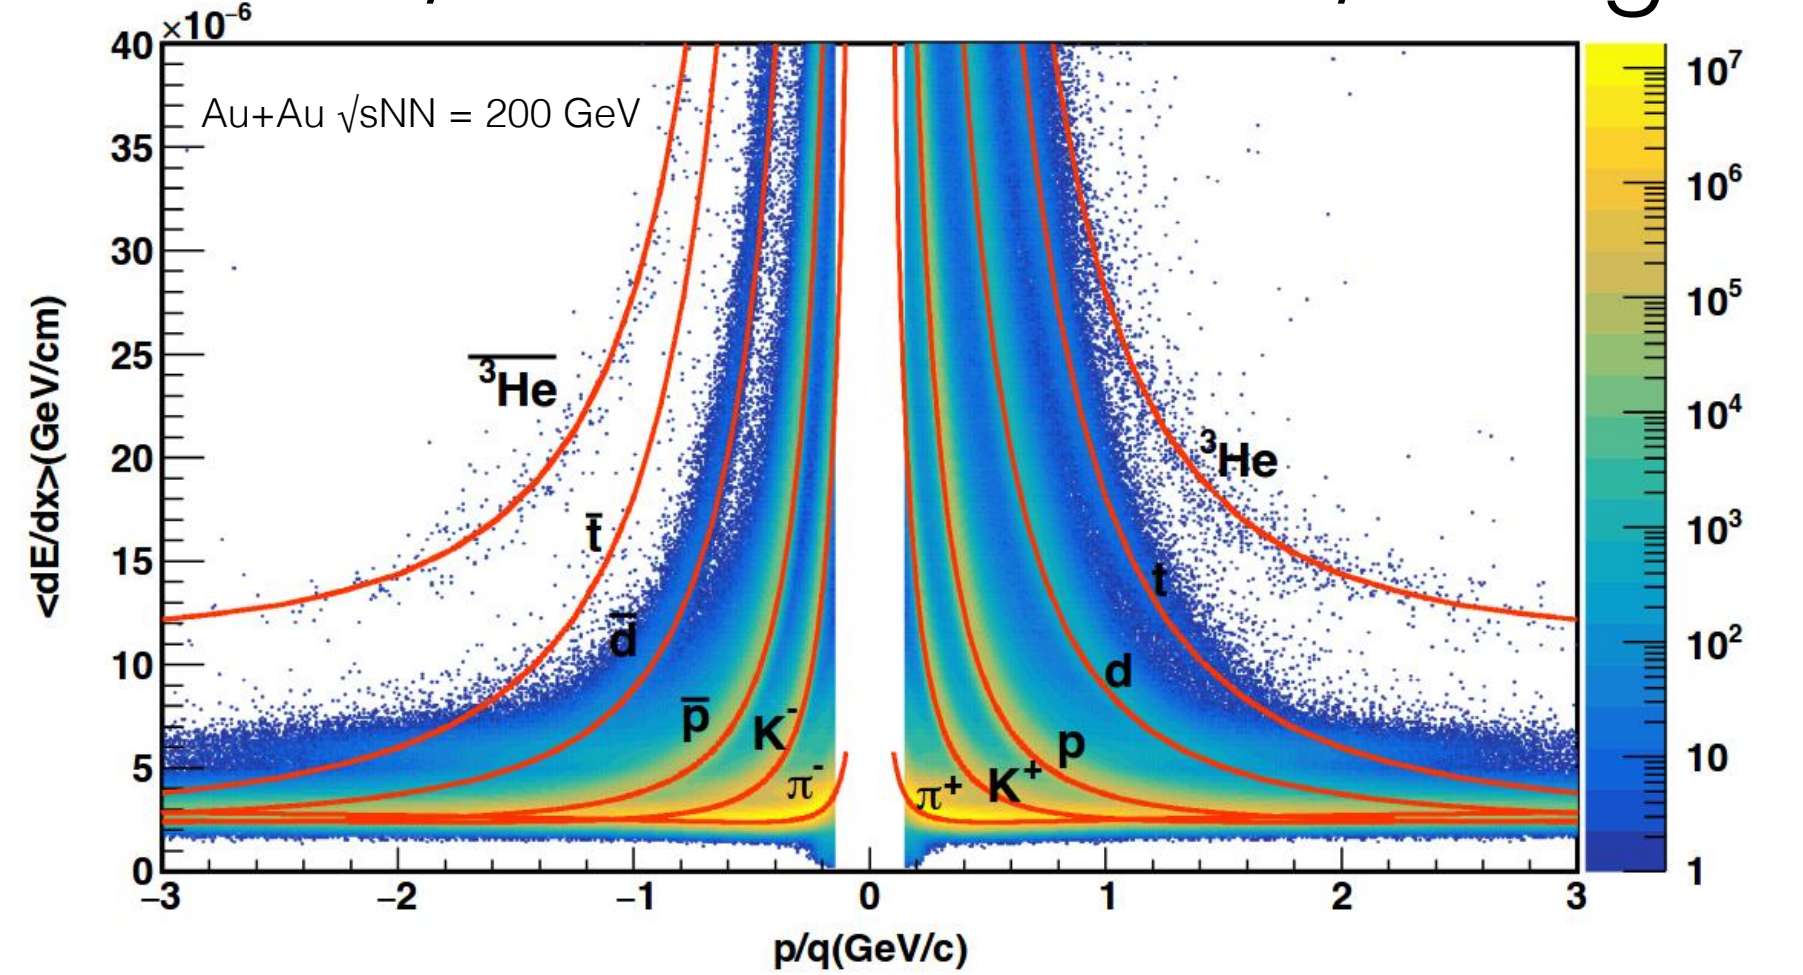 ×10⁻⁶
Au+Au √sNN = 200 GeV
<dE/dx>(GeV/cm)
40
35
30
25
20
15
10
5
0
³H̅e̅
t̅
d̅
p̅
K⁻
π⁻
π⁺
K⁺
p
d
t
³He
−3
−2
−1
0
1
2
3
p/q(GeV/c)
10⁷
10⁶
10⁵
10⁴
10³
10²
10
1